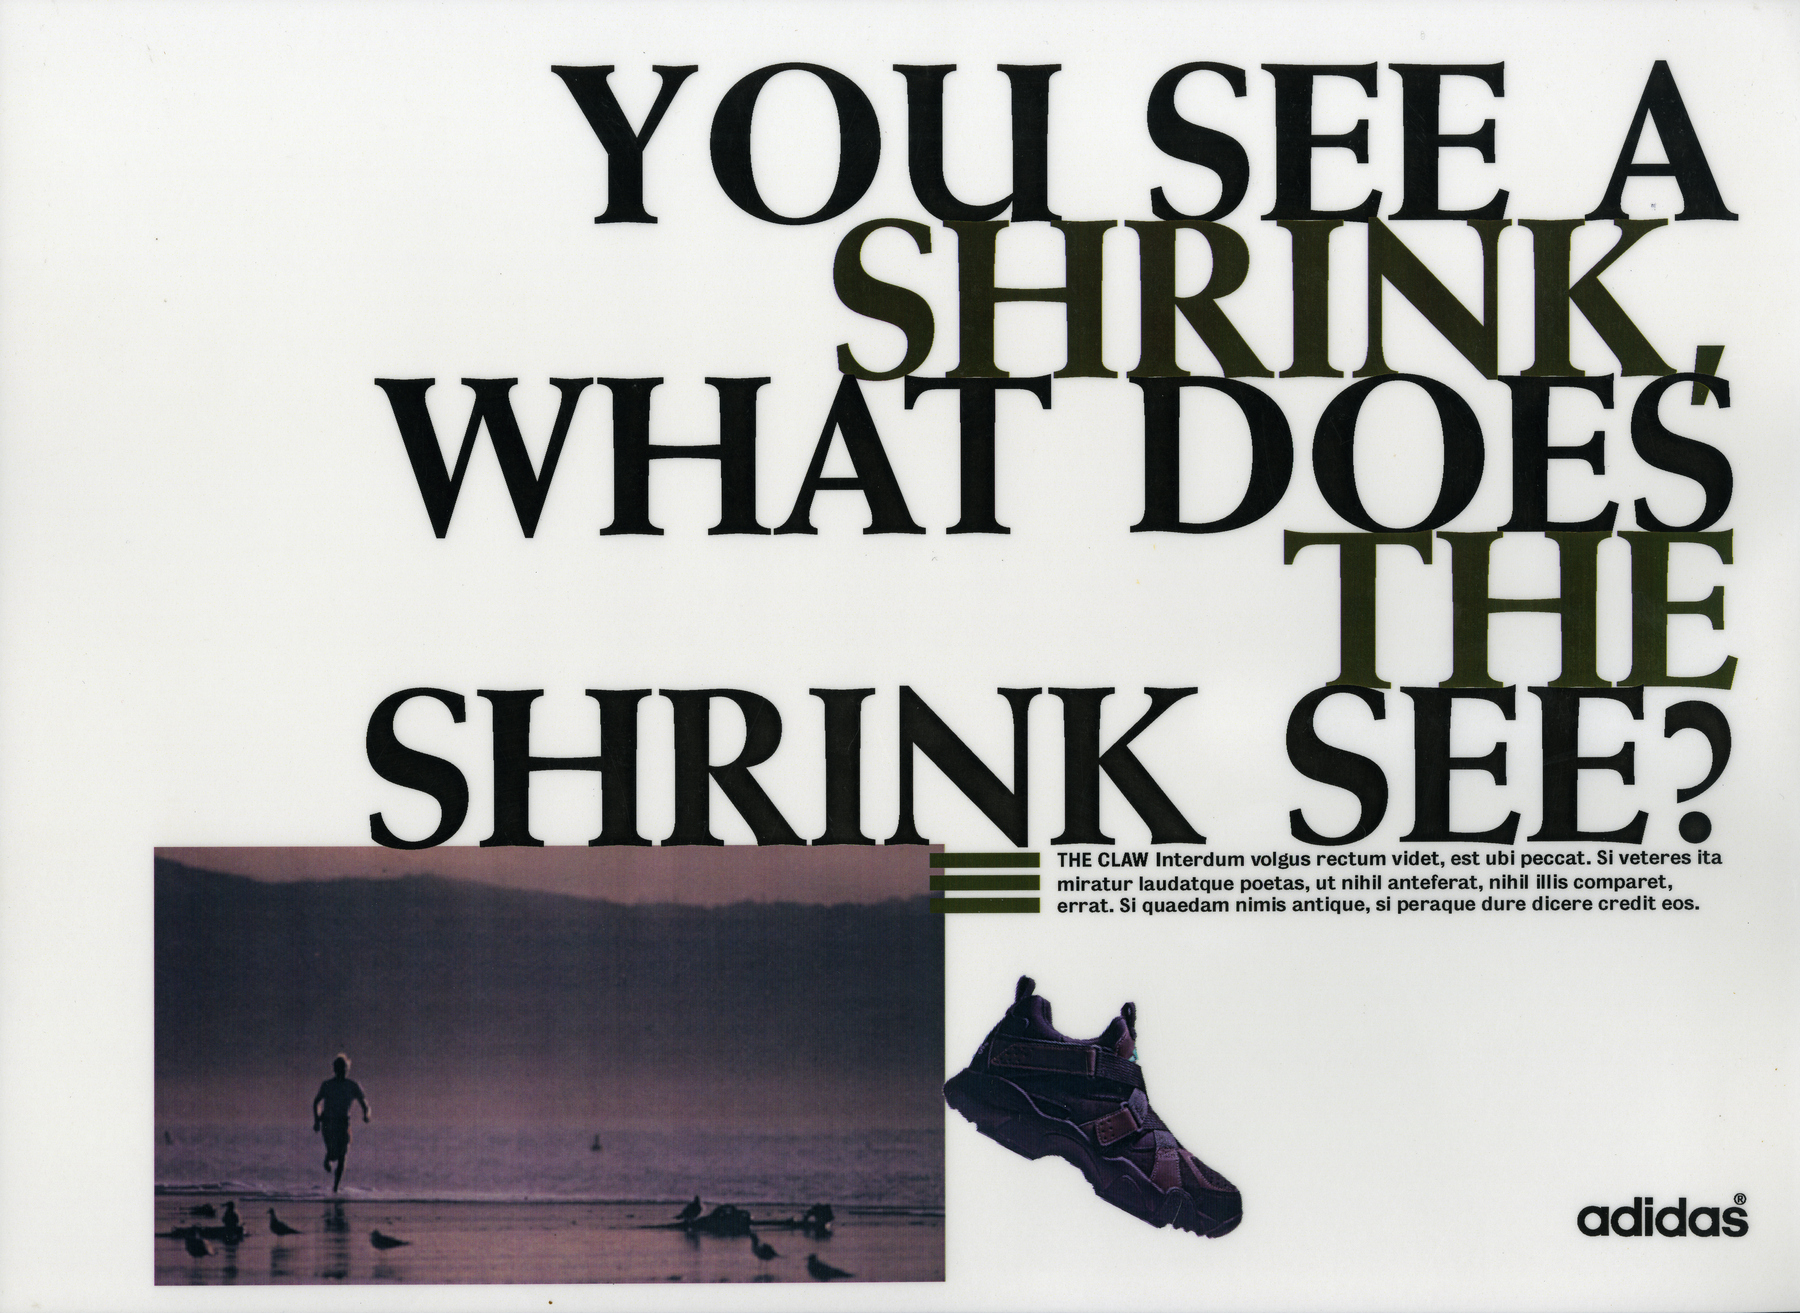 YOU SEE A
SHRINK,
WHAT DOES
THE
SHRINK SEE?
THE CLAW Interdum volgus rectum videt, est ubi peccat. Si veteres ita
miratur laudatque poetas, ut nihil anteferat, nihil illis comparet,
errat. Si quaedam nimis antique, si peraque dure dicere credit eos.
adidas®